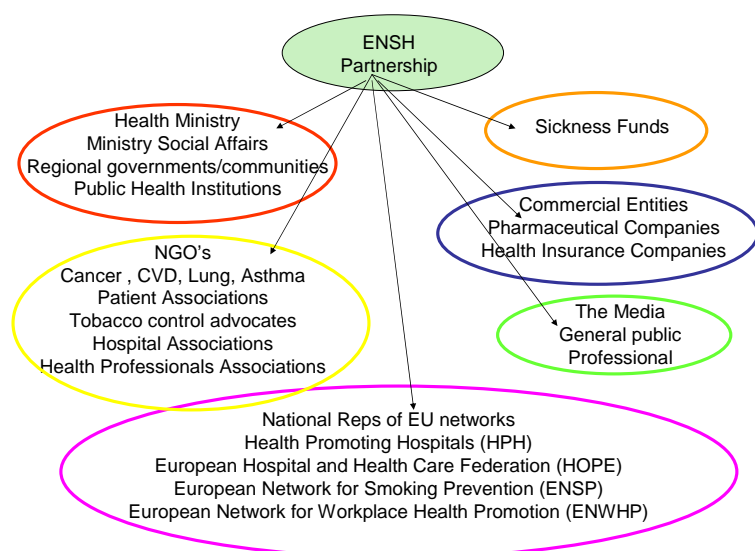 ENSH
Partnership
Health Ministry
Ministry Social Affairs
Regional governments/communities
Public Health Institutions
Sickness Funds
Commercial Entities
Pharmaceutical Companies
Health Insurance Companies
NGO's
Cancer , CVD, Lung, Asthma
Patient Associations
Tobacco control advocates
Hospital Associations
Health Professionals Associations
The Media
General public
Professional
National Reps of EU networks
Health Promoting Hospitals (HPH)
European Hospital and Health Care Federation (HOPE)
European Network for Smoking Prevention (ENSP)
European Network for Workplace Health Promotion (ENWHP)